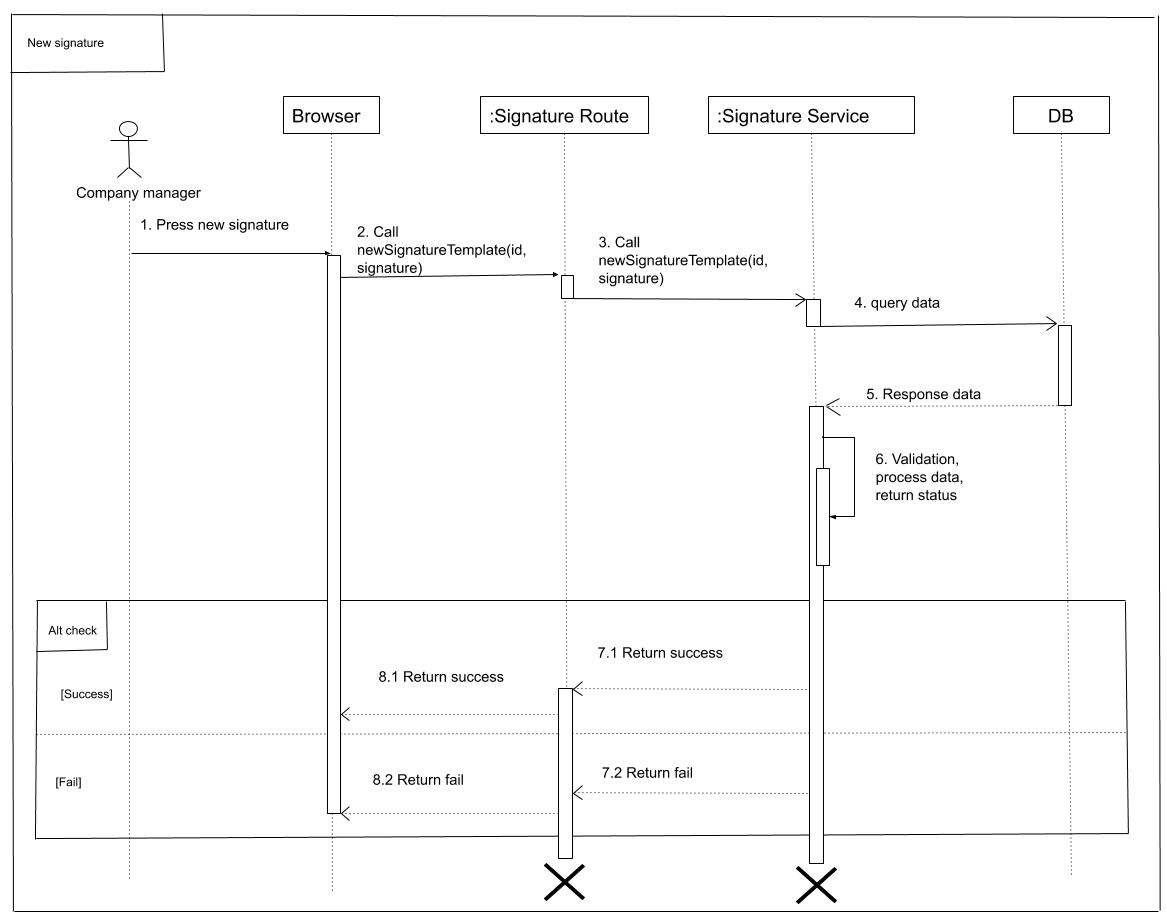 New signature
Browser
:Signature Route
:Signature Service
DB
Company manager
1. Press new signature
2. Call
newSignatureTemplate(id,
signature)
3. Call
newSignatureTemplate(id,
signature)
4. query data
5. Response data
6. Validation,
process data,
return status
Alt check
7.1 Return success
8.1 Return success
[Success]
7.2 Return fail
8.2 Return fail
[Fail]